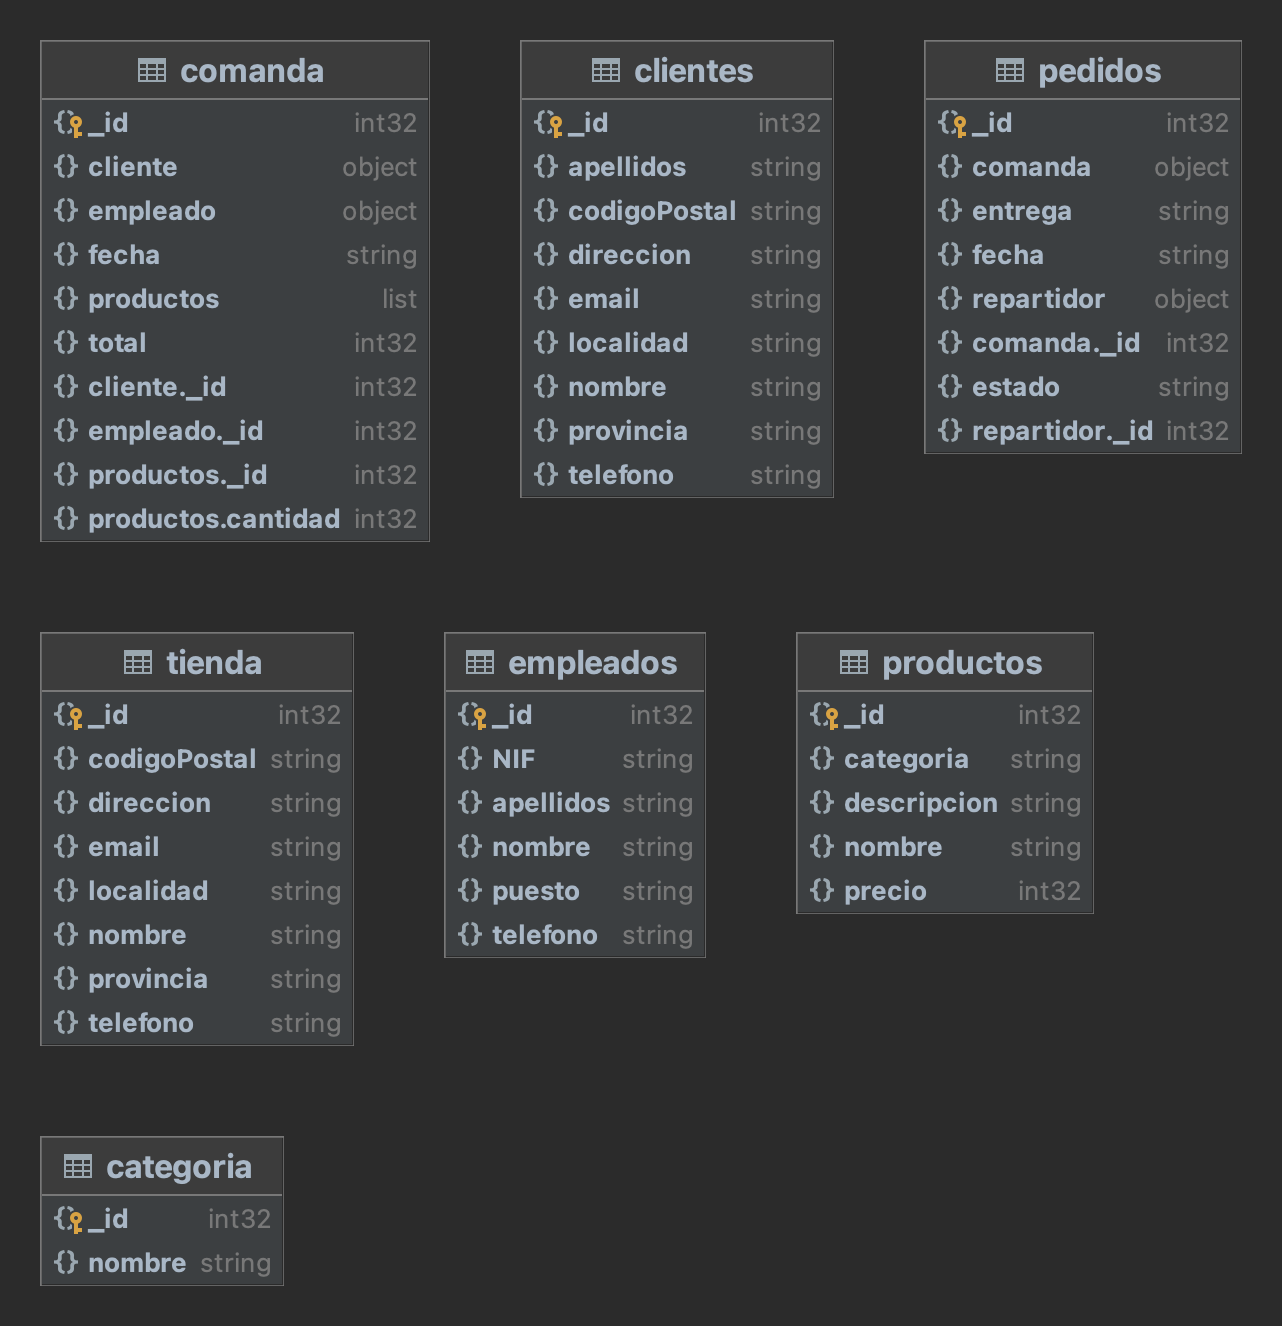 comanda
_id int32
cliente object
empleado object
fecha string
productos list
total int32
cliente._id int32
empleado._id int32
productos._id int32
productos.cantidad int32
clientes
_id int32
apellidos string
codigoPostal string
direccion string
email string
localidad string
nombre string
provincia string
telefono string
pedidos
_id int32
comanda object
entrega string
fecha string
repartidor object
comanda._id int32
estado string
repartidor._id int32
tienda
_id int32
codigoPostal string
direccion string
email string
localidad string
nombre string
provincia string
telefono string
empleados
_id int32
NIF string
apellidos string
nombre string
puesto string
telefono string
productos
_id int32
categoria string
descripcion string
nombre string
precio int32
categoria
_id int32
nombre string